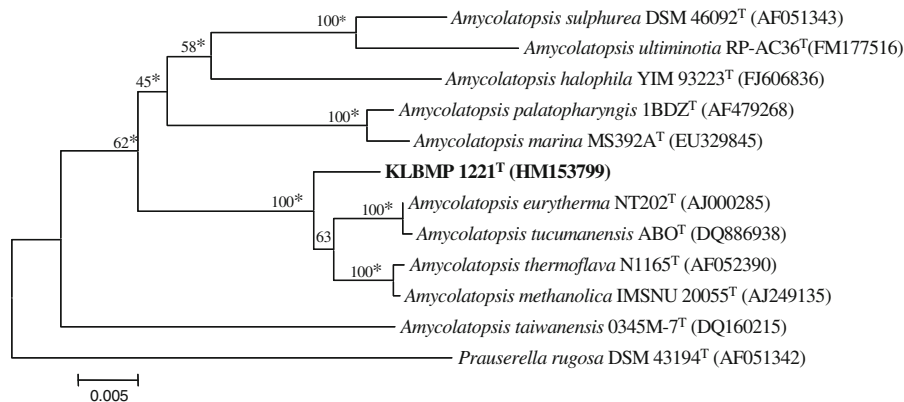 100* Amycolatopsis sulphurea DSM 46092ᵀ (AF051343)
58* Amycolatopsis ultiminotia RP-AC36ᵀ(FM177516)
45* Amycolatopsis halophila YIM 93223ᵀ (FJ606836)
100* Amycolatopsis palatopharyngis 1BDZᵀ (AF479268)
62* Amycolatopsis marina MS392Aᵀ (EU329845)
KLBMP 1221ᵀ (HM153799)
100* 100* Amycolatopsis eurytherma NT202ᵀ (AJ000285)
63 Amycolatopsis tucumanensis ABOᵀ (DQ886938)
100* Amycolatopsis thermoflava N1165ᵀ (AF052390)
Amycolatopsis methanolica IMSNU 20055ᵀ (AJ249135)
Amycolatopsis taiwanensis 0345M-7ᵀ (DQ160215)
Prauserella rugosa DSM 43194ᵀ (AF051342)
0.005